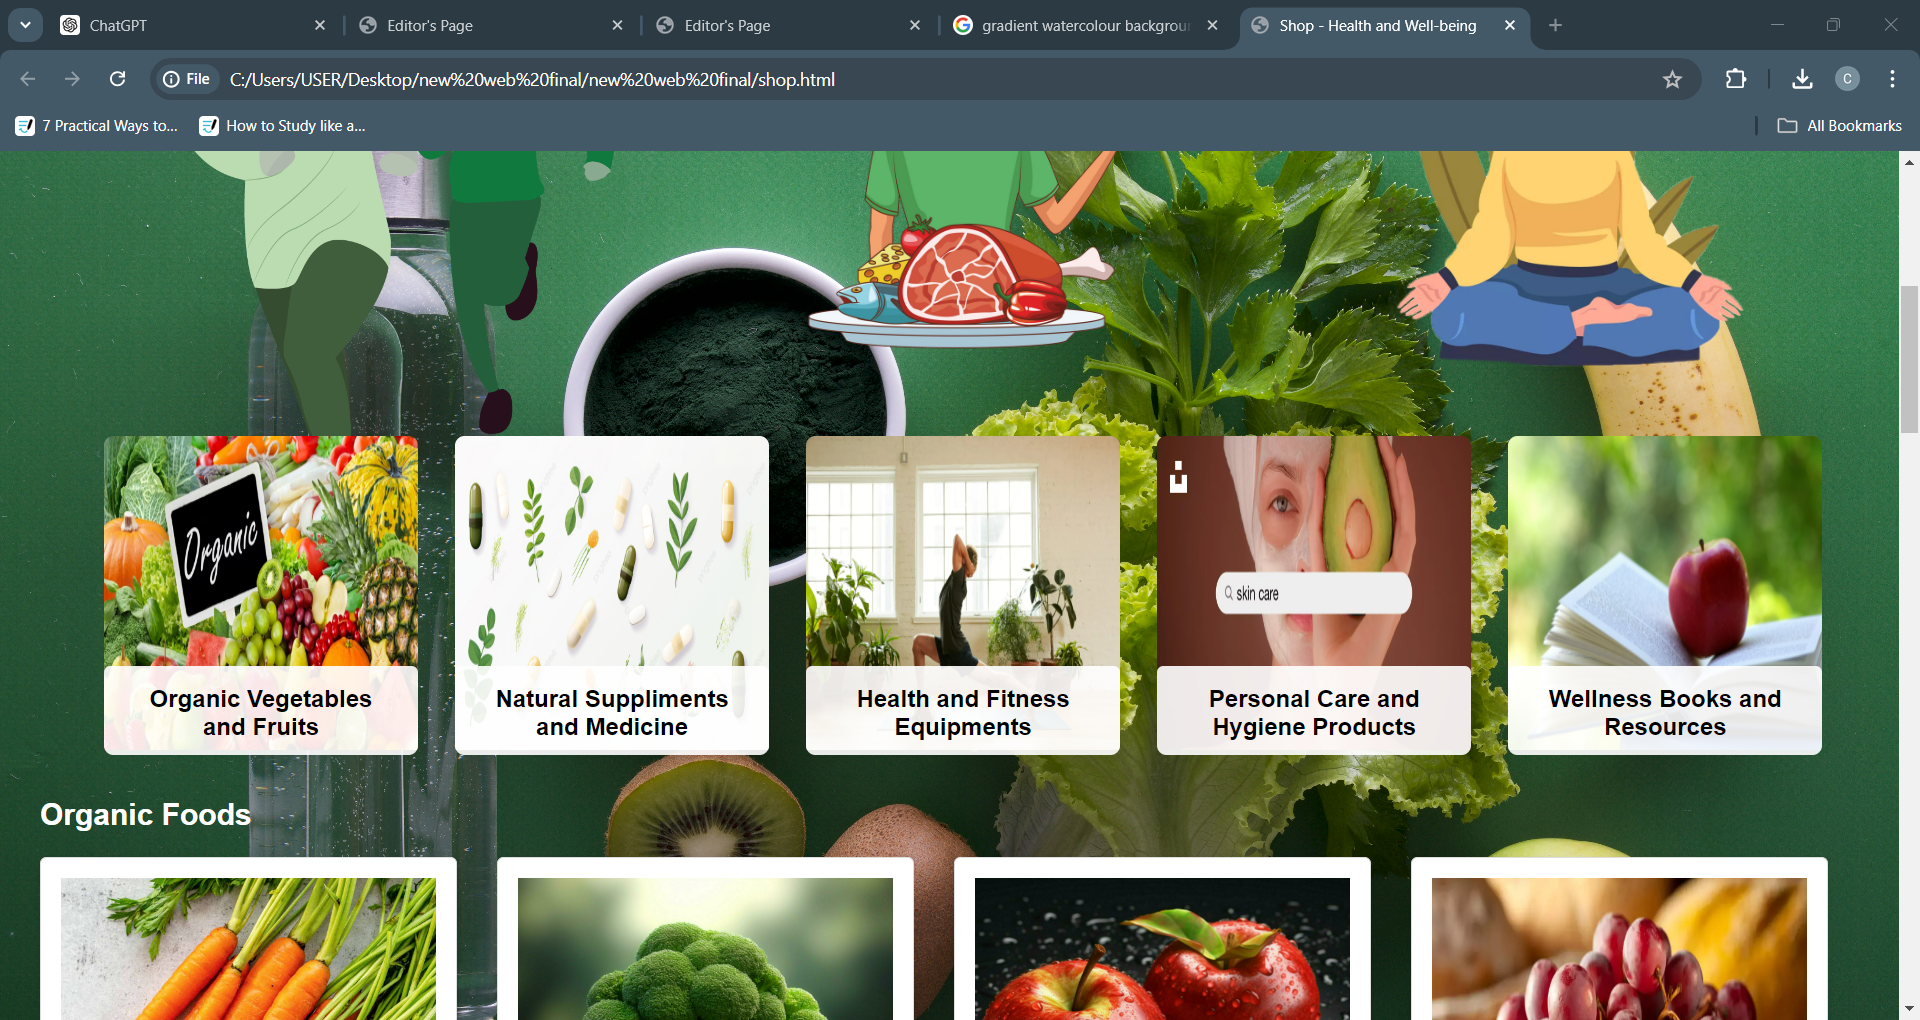 ChatGPT
Editor's Page
Editor's Page
gradient watercolour backgrou
Shop - Health and Well-being
File
C:/Users/USER/Desktop/new%20web%20final/new%20web%20final/shop.html
C
7 Practical Ways to...
How to Study like a...
All Bookmarks
Organic
skin care
Organic Vegetables
and Fruits
Natural Suppliments
and Medicine
Health and Fitness
Equipments
Personal Care and
Hygiene Products
Wellness Books and
Resources
Organic Foods